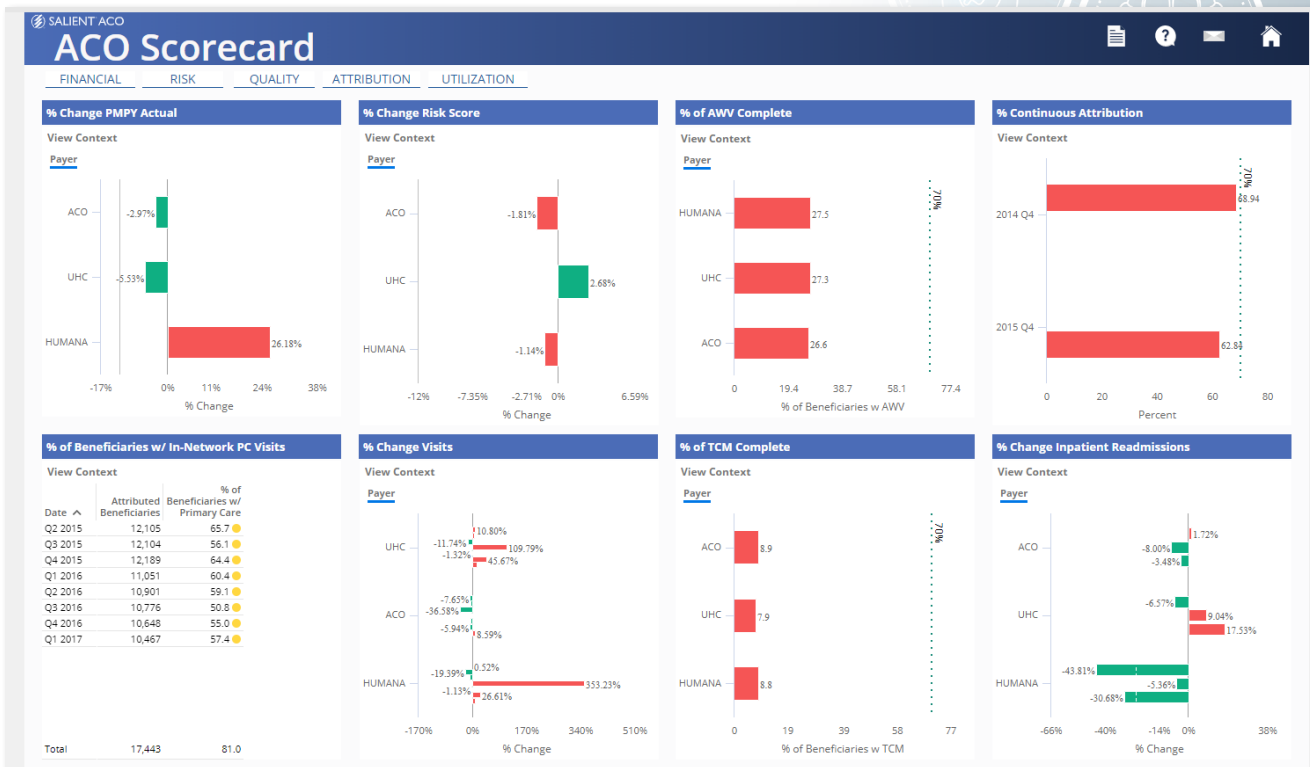 SALIENT ACO
ACO Scorecard
FINANCIAL RISK QUALITY ATTRIBUTION UTILIZATION
% Change PMPY Actual
View Context
Payer
ACO
-2.97%
UHC
-5.53%
HUMANA
26.18%
-17% 0% 11% 24% 38%
% Change
% Change Risk Score
View Context
Payer
ACO
-1.81%
UHC
2.68%
HUMANA
-1.14%
-12% -7.35% -2.71% 0% 6.59%
% Change
% of AWV Complete
View Context
Payer
70%
HUMANA
27.5
UHC
27.3
ACO
26.6
0 19.4 38.7 58.1 77.4
% of Beneficiaries w AWV
% Continuous Attribution
View Context
70%
2014 Q4
68.94
2015 Q4
62.84
0 20 40 60 80
Percent
% of Beneficiaries w/ In-Network PC Visits
View Context
Date Attributed Beneficiaries % of Beneficiaries w/ Primary Care
Q2 2015 12,105 65.7
Q3 2015 12,104 56.1
Q4 2015 12,189 64.4
Q1 2016 11,051 60.4
Q2 2016 10,901 59.1
Q3 2016 10,776 50.8
Q4 2016 10,648 55.0
Q1 2017 10,467 57.4
Total 17,443 81.0
% Change Visits
View Context
Payer
UHC
10.80%
-11.74%
109.79%
-1.32%
45.67%
ACO
-7.65%
-36.58%
-5.94%
8.59%
HUMANA
0.52%
-19.39%
353.23%
-1.13%
26.61%
-170% 0% 170% 340% 510%
% Change
% of TCM Complete
View Context
Payer
70%
ACO
8.9
UHC
7.9
HUMANA
8.8
0 19 39 58 77
% of Beneficiaries w TCM
% Change Inpatient Readmissions
View Context
Payer
ACO
1.72%
-8.00%
-3.48%
UHC
-6.57%
9.04%
17.53%
HUMANA
-43.81%
-5.36%
-30.68%
-66% -40% -14% 0% 38%
% Change